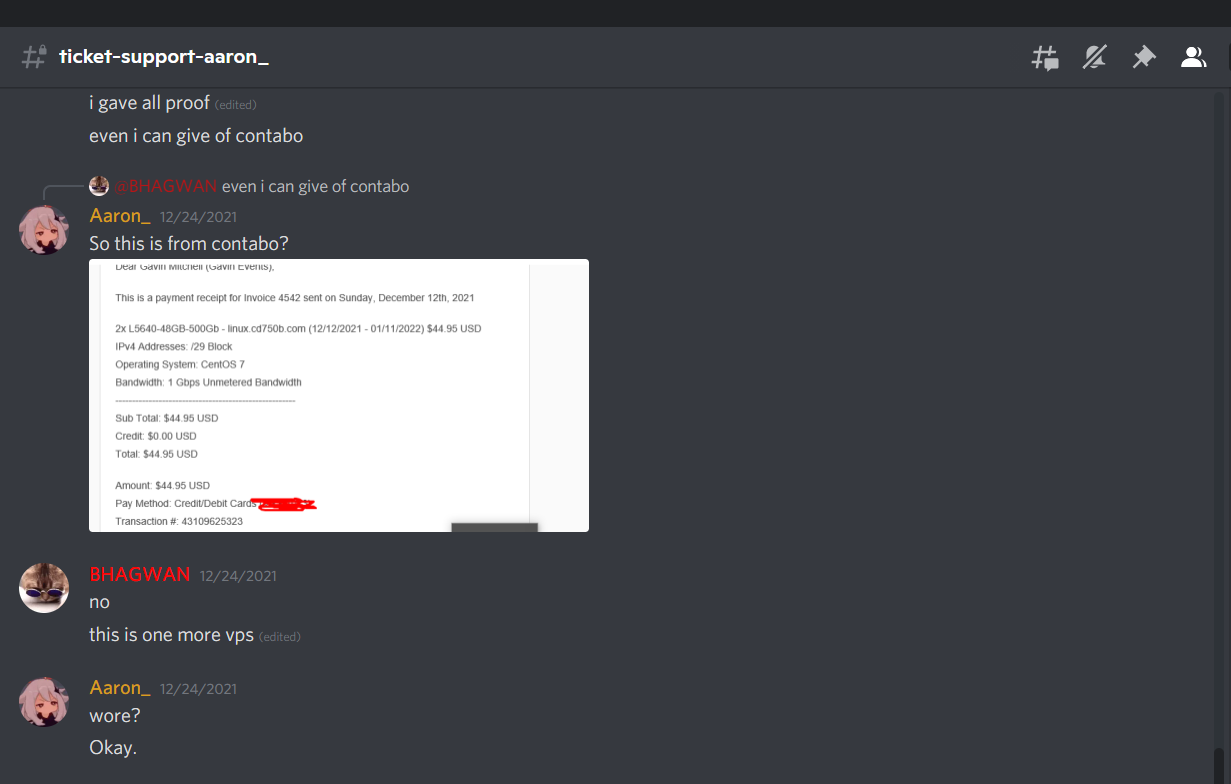 ticket-support-aaron_
i gave all proof (edited)
even i can give of contabo
@BHAGWAN even i can give of contabo
Aaron_ 12/24/2021
So this is from contabo?
Dear Gavin Mitchell (Gavin Events),
This is a payment receipt for Invoice 4542 sent on Sunday, December 12th, 2021
2x L5640-48GB-500Gb - linux.cd750b.com (12/12/2021 - 01/11/2022) $44.95 USD
IPv4 Addresses: /29 Block
Operating System: CentOS 7
Bandwidth: 1 Gbps Unmetered Bandwidth
------------------------------------------------------
Sub Total: $44.95 USD
Credit: $0.00 USD
Total: $44.95 USD
Amount: $44.95 USD
Pay Method: Credit/Debit Cards
Transaction #: 43109625323
BHAGWAN 12/24/2021
no
this is one more vps (edited)
Aaron_ 12/24/2021
wore?
Okay.